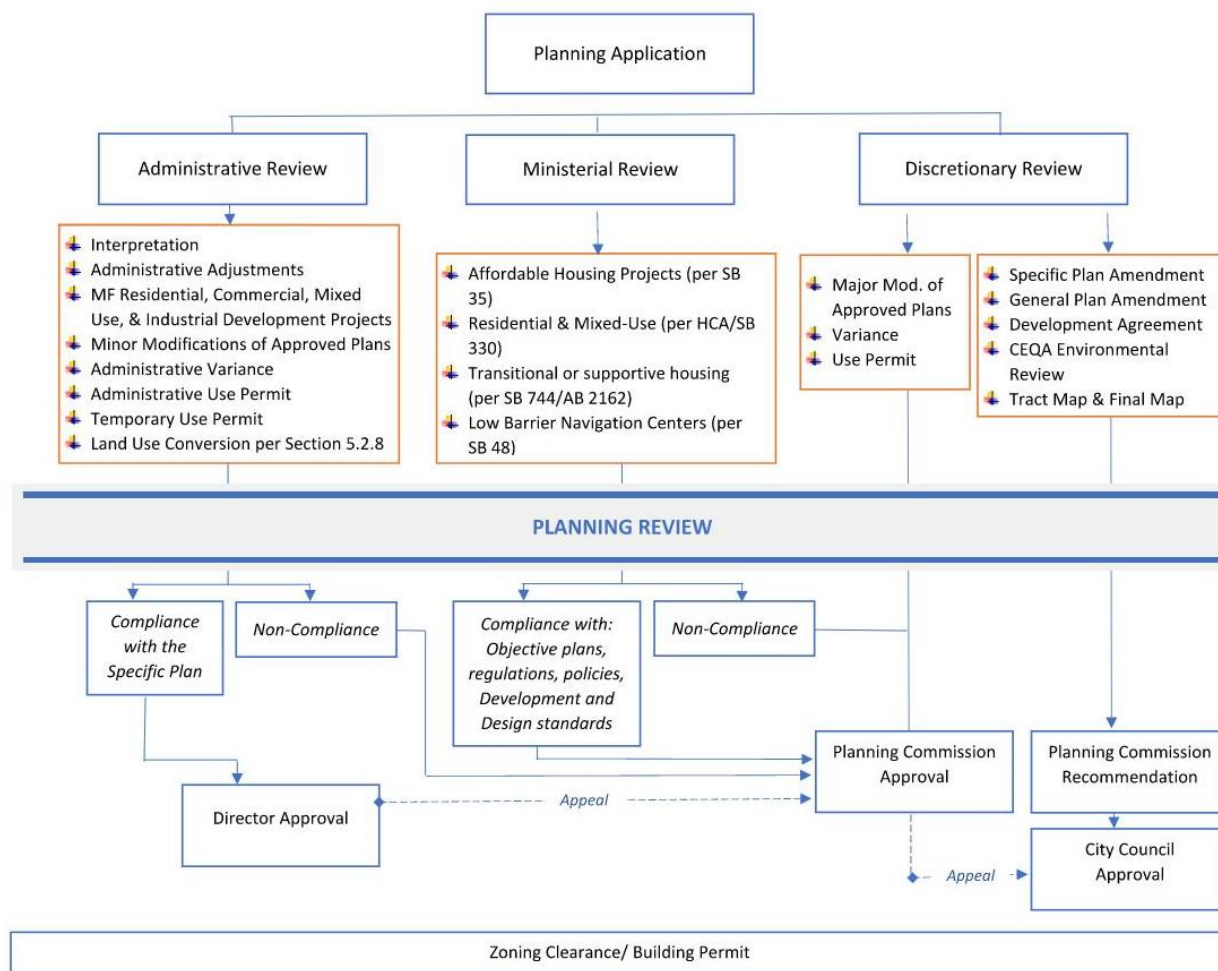 Planning Application
Administrative Review
Ministerial Review
Discretionary Review
Interpretation
Administrative Adjustments
MF Residential, Commercial, Mixed
Use, & Industrial Development Projects
Minor Modifications of Approved Plans
Administrative Variance
Administrative Use Permit
Temporary Use Permit
Land Use Conversion per Section 5.2.8
Affordable Housing Projects (per SB
35)
Residential & Mixed-Use (per HCA/SB
330)
Transitional or supportive housing
(per SB 744/AB 2162)
Low Barrier Navigation Centers (per
SB 48)
Major Mod. of
Approved Plans
Variance
Use Permit
Specific Plan Amendment
General Plan Amendment
Development Agreement
CEQA Environmental
Review
Tract Map & Final Map
PLANNING REVIEW
Compliance
with the
Specific Plan
Non-Compliance
Compliance with:
Objective plans,
regulations, policies,
Development and
Design standards
Non-Compliance
Planning Commission
Approval
Planning Commission
Recommendation
Director Approval
Appeal
City Council
Approval
Appeal
Zoning Clearance/ Building Permit